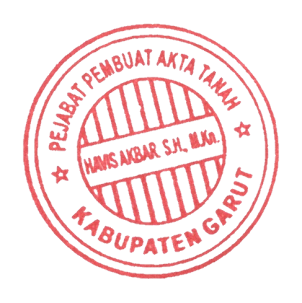 PEJABAT PEMBUAT AKTA TANAH
HAVIS AKBAR. S.H., M.Kn.
KABUPATEN GARUT